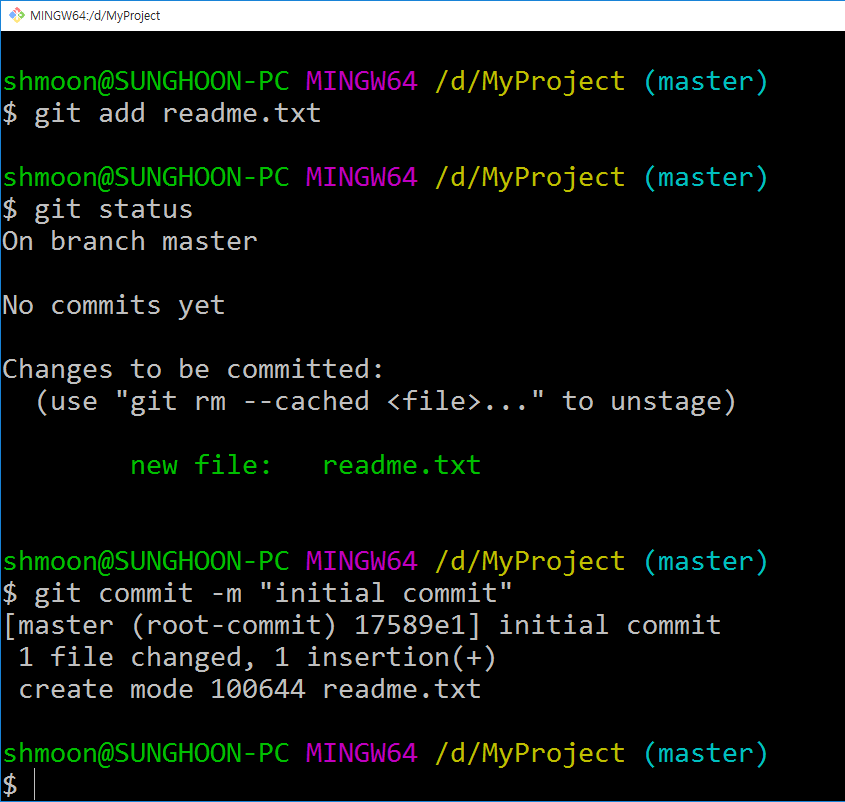 MINGW64:/d/MyProject
shmoon@SUNGHOON-PC MINGW64 /d/MyProject (master)
$ git add readme.txt
shmoon@SUNGHOON-PC MINGW64 /d/MyProject (master)
$ git status
On branch master
No commits yet
Changes to be committed:
  (use "git rm --cached <file>..." to unstage)
        new file:   readme.txt
shmoon@SUNGHOON-PC MINGW64 /d/MyProject (master)
$ git commit -m "initial commit"
[master (root-commit) 17589e1] initial commit
 1 file changed, 1 insertion(+)
 create mode 100644 readme.txt
shmoon@SUNGHOON-PC MINGW64 /d/MyProject (master)
$